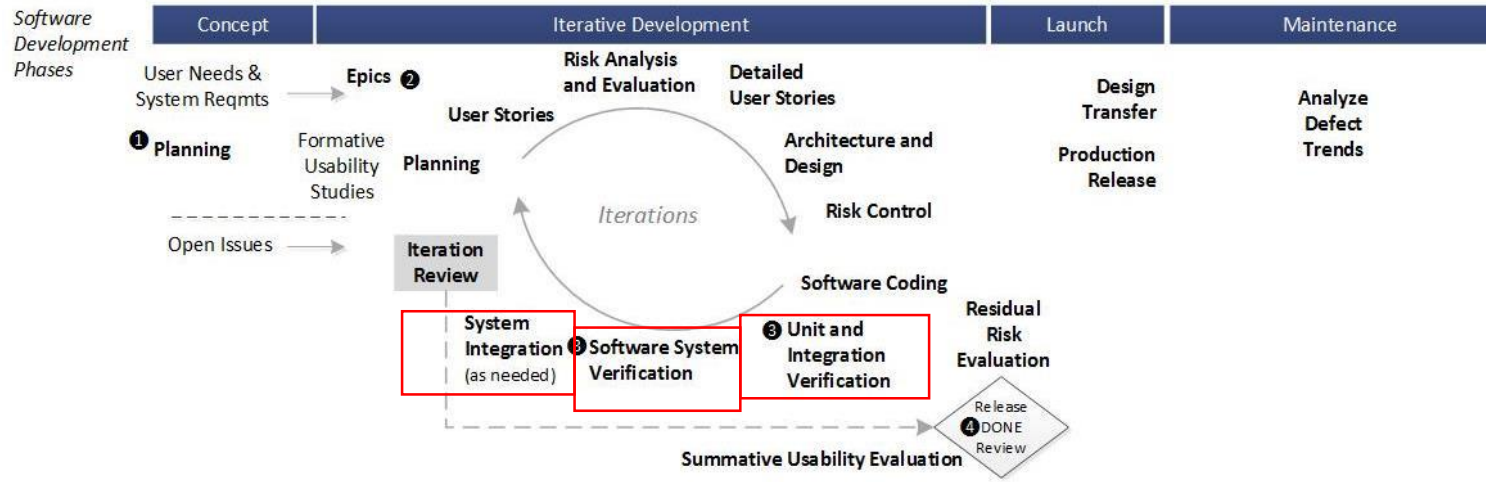 Software
Development
Phases
Concept
Iterative Development
Launch
Maintenance
User Needs &
System Reqmts
❶ Planning
Formative
Usability
Studies
Open Issues
Epics ❷
User Stories
Planning
Risk Analysis
and Evaluation
Detailed
User Stories
Architecture and
Design
Risk Control
Iterations
Software Coding
Iteration
Review
System
Integration
(as needed)
❸ Software System
Verification
❸ Unit and
Integration
Verification
Residual
Risk
Evaluation
Release
❹ DONE
Review
Summative Usability Evaluation
Design
Transfer
Production
Release
Analyze
Defect
Trends